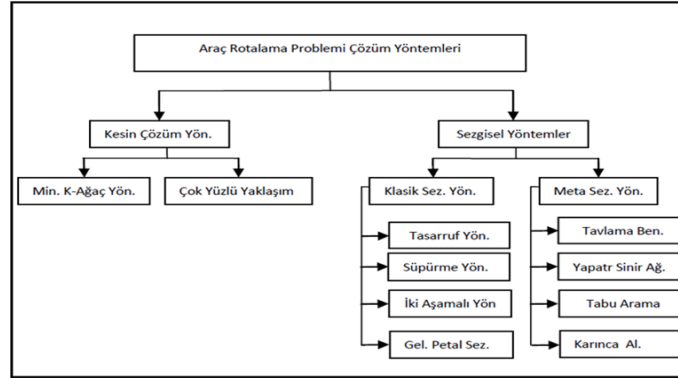 Araç Rotalama Problemi Çözüm Yöntemleri
Kesin Çözüm Yön.
Sezgisel Yöntemler
Min. K-Ağaç Yön.
Çok Yüzlü Yaklaşım
Klasik Sez. Yön.
Meta Sez. Yön.
Tasarruf Yön.
Süpürme Yön.
İki Aşamalı Yön
Gel. Petal Sez.
Tavlama Ben.
Yapatr Sinir Ağ.
Tabu Arama
Karınca Al.